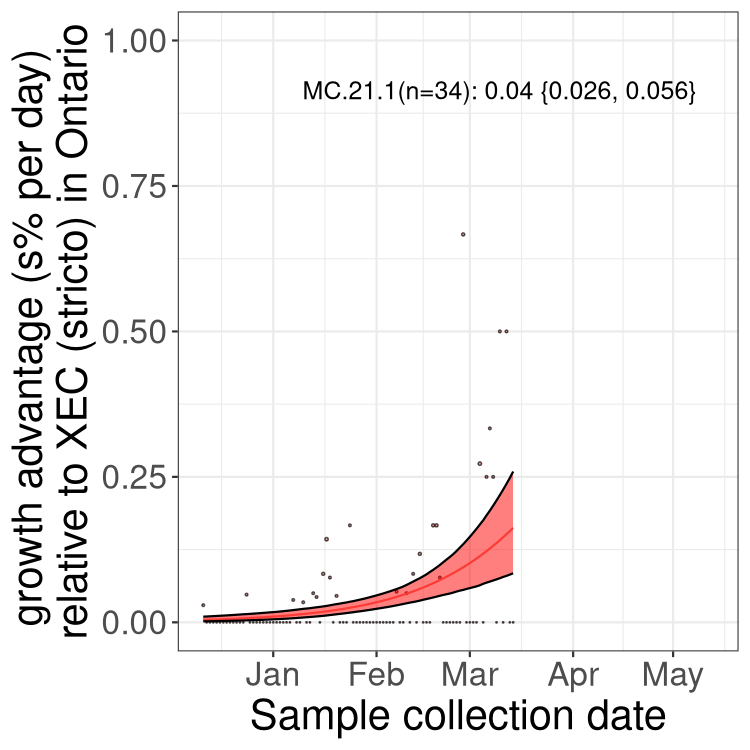 growth advantage (s% per day)
relative to XEC (stricto) in Ontario
1.00
0.75
0.50
0.25
0.00
MC.21.1(n=34): 0.04 {0.026, 0.056}
Jan Feb Mar Apr May
Sample collection date